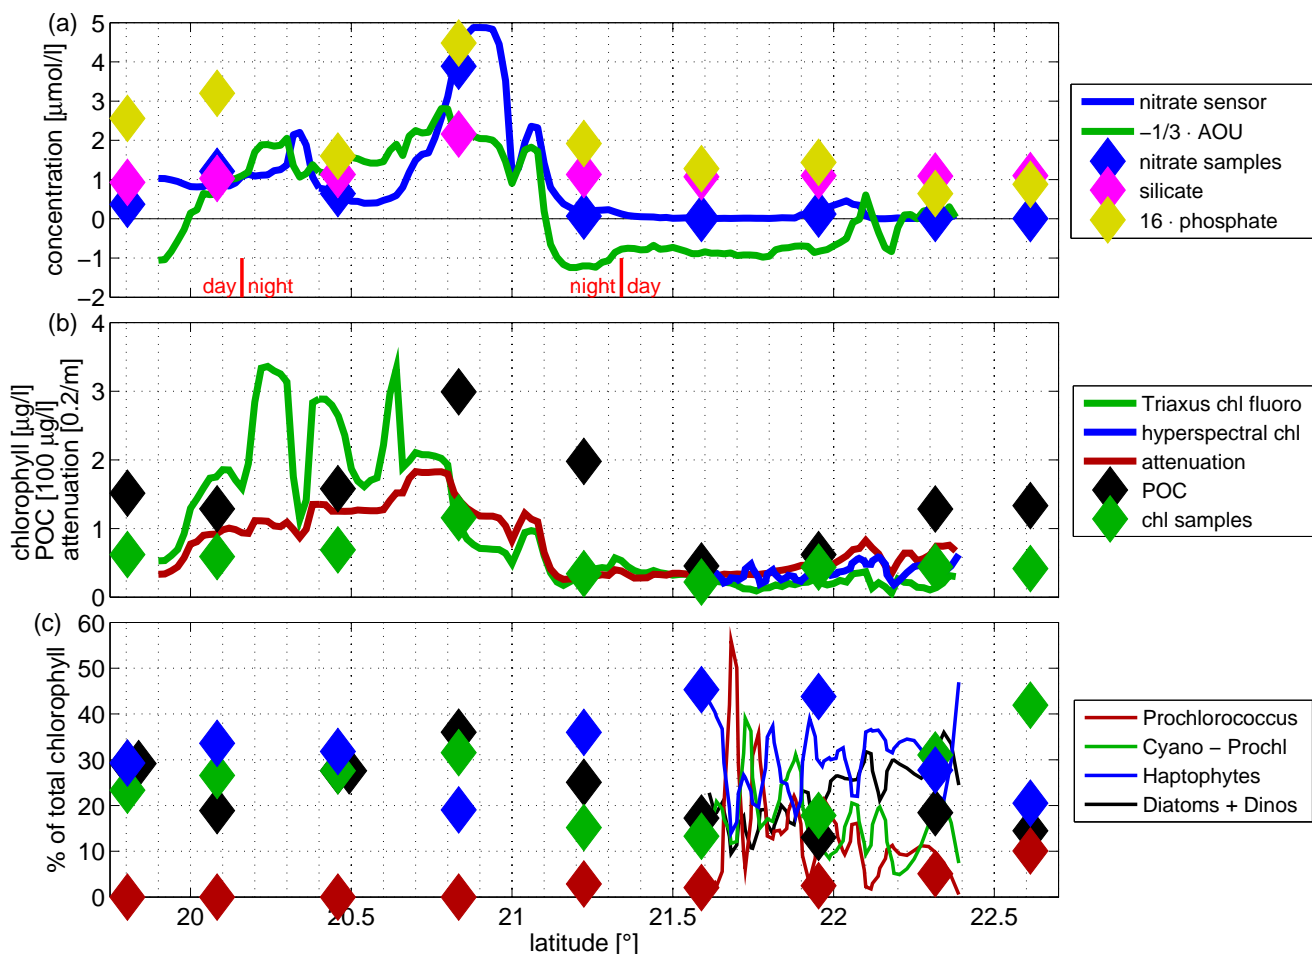 (a)
5
4
3
2
1
0
−1
−2
concentration [µmol/l]
day night
night day
nitrate sensor
−1/3 · AOU
nitrate samples
silicate
16 · phosphate
(b)
4
3
2
1
0
chlorophyll [µg/l]
POC [100 µg/l]
attenuation [0.2/m]
Triaxus chl fluoro
hyperspectral chl
attenuation
POC
chl samples
(c)
60
50
40
30
20
10
0
% of total chlorophyll
Prochlorococcus
Cyano − Prochl
Haptophytes
Diatoms + Dinos
20 20.5 21 21.5 22 22.5
latitude [°]